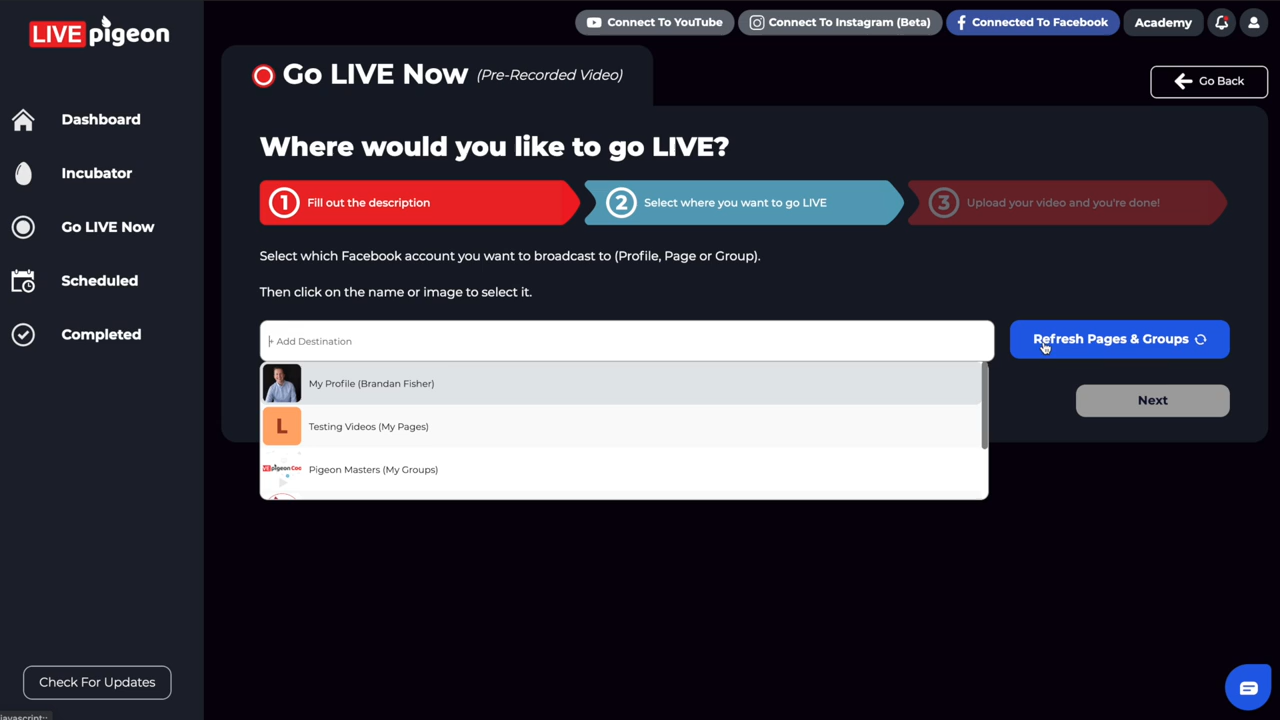 LIVE pigeon
Connect To YouTube
Connect To Instagram (Beta)
Connected To Facebook
Academy
Go LIVE Now (Pre-Recorded Video)
Go Back
Dashboard
Incubator
Go LIVE Now
Scheduled
Completed
Check For Updates
Where would you like to go LIVE?
1 Fill out the description
2 Select where you want to go LIVE
3 Upload your video and you're done!
Select which Facebook account you want to broadcast to (Profile, Page or Group).
Then click on the name or image to select it.
+ Add Destination
Refresh Pages & Groups
My Profile (Brandan Fisher)
L Testing Videos (My Pages)
Pigeon Masters (My Groups)
Next
javascript:;